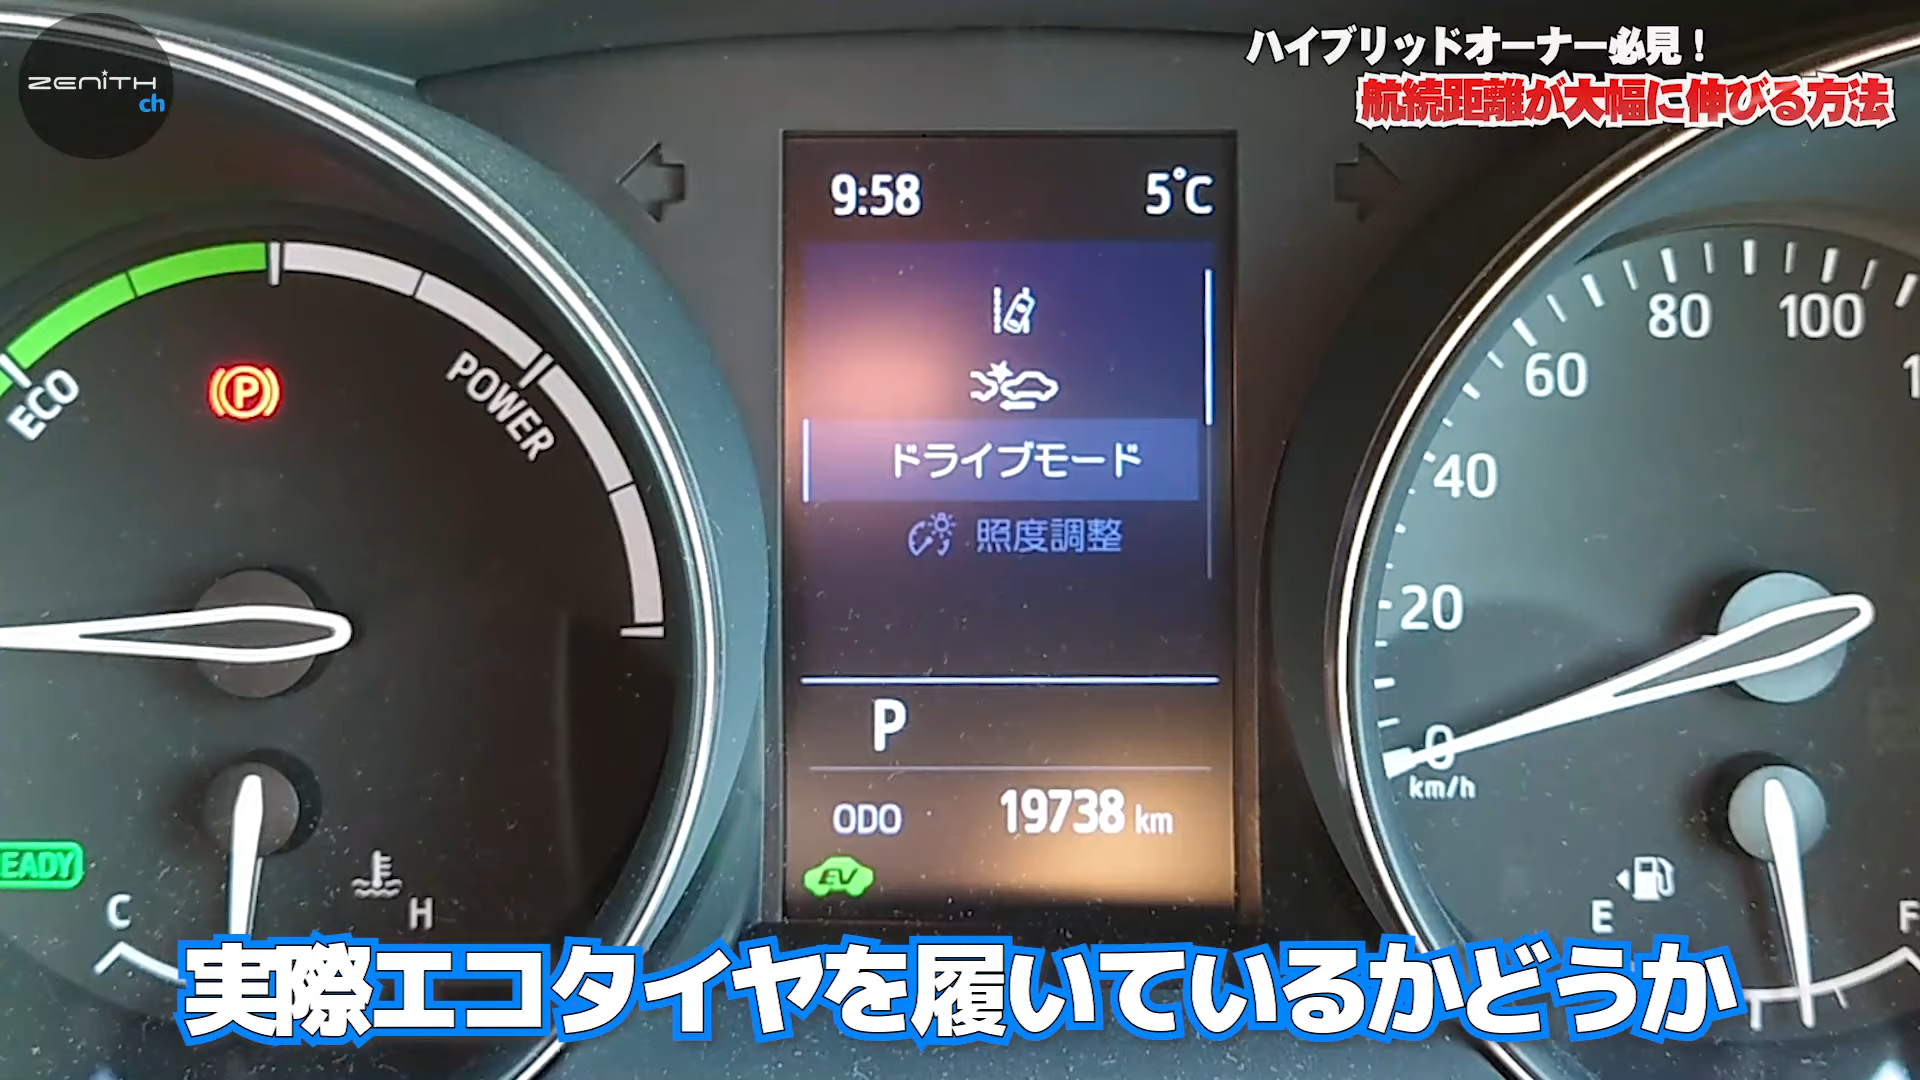 ZENITH
ch
ハイブリッドオーナー必見！
航続距離が大幅に伸びる方法
9:58 5℃
ドライブモード
照度調整
P
ODO 19738 km
EV
ECO
P
POWER
EADY
C
H
20
40
60
80
100
1
0
km/h
E
F
実際エコタイヤを履いているかどうか